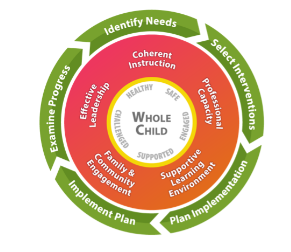 Identify Needs
Select Interventions
Plan Implementation
Implement Plan
Examine Progress
Coherent
Instruction
Professional
Capacity
Supportive
Learning
Environment
Family &
Community
Engagement
Effective
Leadership
HEALTHY
SAFE
ENGAGED
SUPPORTED
CHALLENGED
WHOLE
CHILD